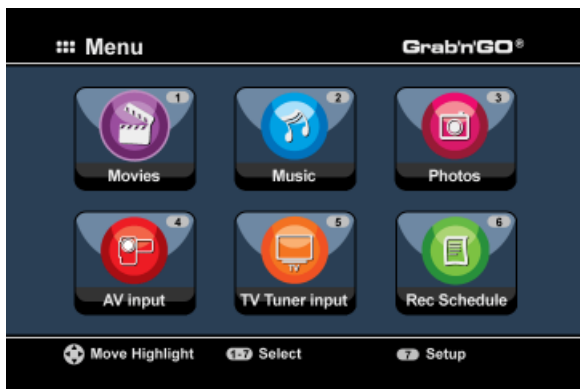 Menu
Grab'n'GO®
1
2
3
Movies
Music
Photos
4
5
6
TV
AV input
TV Tuner input
Rec Schedule
Move Highlight
1-7 Select
7 Setup